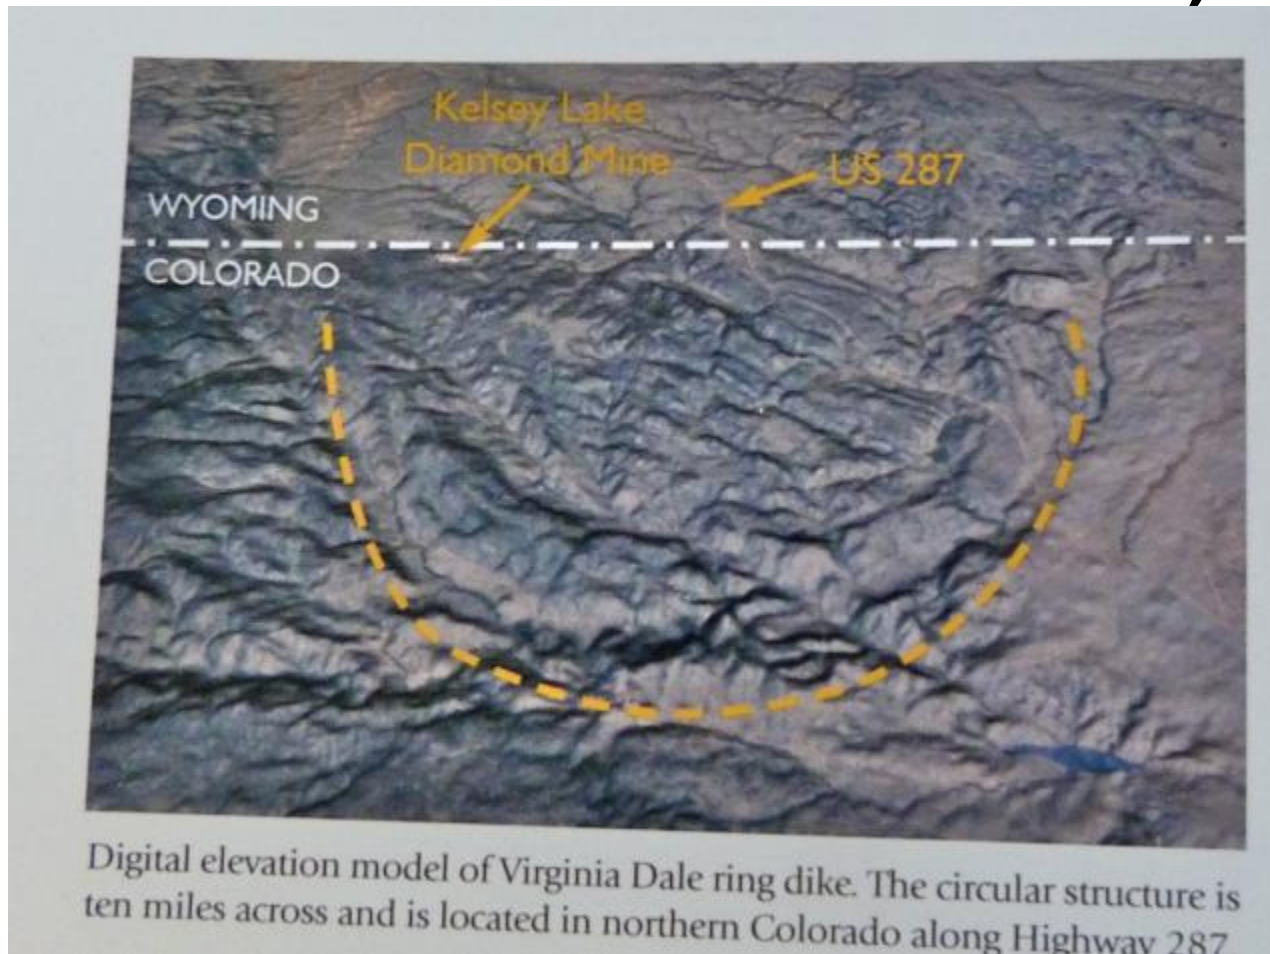 Kelsey Lake
Diamond Mine
US 287
WYOMING
COLORADO
Digital elevation model of Virginia Dale ring dike. The circular structure is
ten miles across and is located in northern Colorado along Highway 287.